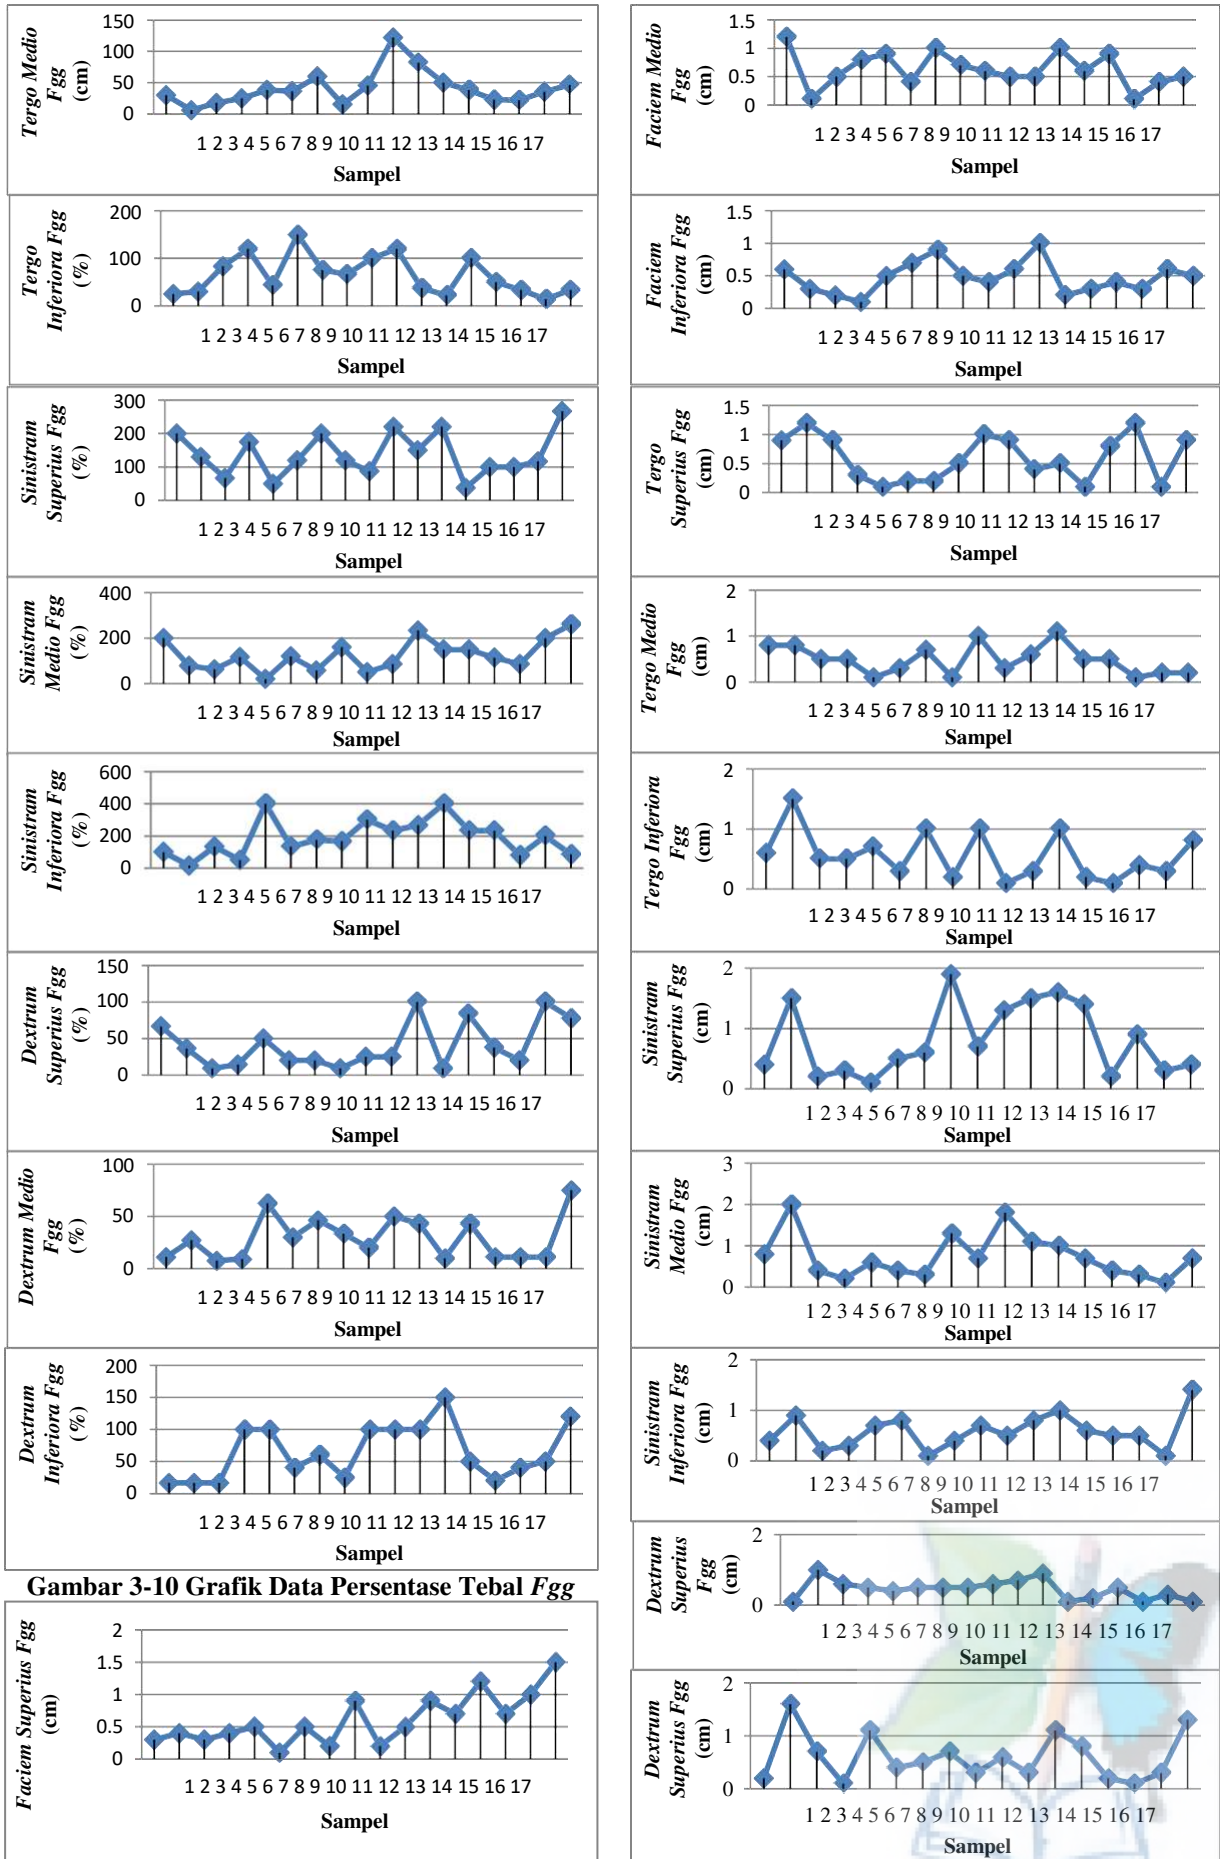 Tergo Medio
Fgg
(cm)
150
100
50
0
1 2 3 4 5 6 7 8 9 10 11 12 13 14 15 16 17
Sampel
Tergo
Inferiora Fgg
(%)
200
100
0
1 2 3 4 5 6 7 8 9 10 11 12 13 14 15 16 17
Sampel
Sinistram
Superius Fgg
(%)
300
200
100
0
1 2 3 4 5 6 7 8 9 10 11 12 13 14 15 16 17
Sampel
Sinistram
Medio Fgg
(%)
400
200
0
1 2 3 4 5 6 7 8 9 10 11 12 13 14 15 16 17
Sampel
Sinistram
Inferiora Fgg
(%)
600
400
200
0
1 2 3 4 5 6 7 8 9 10 11 12 13 14 15 16 17
Sampel
Dextrum
Superius Fgg
(%)
150
100
50
0
1 2 3 4 5 6 7 8 9 10 11 12 13 14 15 16 17
Sampel
Dextrum Medio
Fgg
(%)
100
50
0
1 2 3 4 5 6 7 8 9 10 11 12 13 14 15 16 17
Sampel
Dextrum
Inferiora Fgg
(%)
200
150
100
50
0
1 2 3 4 5 6 7 8 9 10 11 12 13 14 15 16 17
Sampel
Gambar 3-10 Grafik Data Persentase Tebal Fgg
Faciem Superius Fgg
(cm)
2
1.5
1
0.5
0
1 2 3 4 5 6 7 8 9 10 11 12 13 14 15 16 17
Sampel
Faciem Medio
Fgg
(cm)
1.5
1
0.5
0
1 2 3 4 5 6 7 8 9 10 11 12 13 14 15 16 17
Sampel
Faciem
Inferiora Fgg
(cm)
1.5
1
0.5
0
1 2 3 4 5 6 7 8 9 10 11 12 13 14 15 16 17
Sampel
Tergo
Superius Fgg
(cm)
1.5
1
0.5
0
1 2 3 4 5 6 7 8 9 10 11 12 13 14 15 16 17
Sampel
Tergo Medio
Fgg
(cm)
2
1
0
1 2 3 4 5 6 7 8 9 10 11 12 13 14 15 16 17
Sampel
Tergo Inferiora
Fgg
(cm)
2
1
0
1 2 3 4 5 6 7 8 9 10 11 12 13 14 15 16 17
Sampel
Sinistram
Superius Fgg
(cm)
2
1
0
1 2 3 4 5 6 7 8 9 10 11 12 13 14 15 16 17
Sampel
Sinistram
Medio Fgg
(cm)
3
2
1
0
1 2 3 4 5 6 7 8 9 10 11 12 13 14 15 16 17
Sampel
Sinistram
Inferiora Fgg
(cm)
2
1
0
1 2 3 4 5 6 7 8 9 10 11 12 13 14 15 16 17
Sampel
Dextrum
Superius
Fgg
(cm)
2
0
1 2 3 4 5 6 7 8 9 10 11 12 13 14 15 16 17
Sampel
Dextrum
Superius Fgg
(cm)
2
1
0
1 2 3 4 5 6 7 8 9 10 11 12 13 14 15 16 17
Sampel